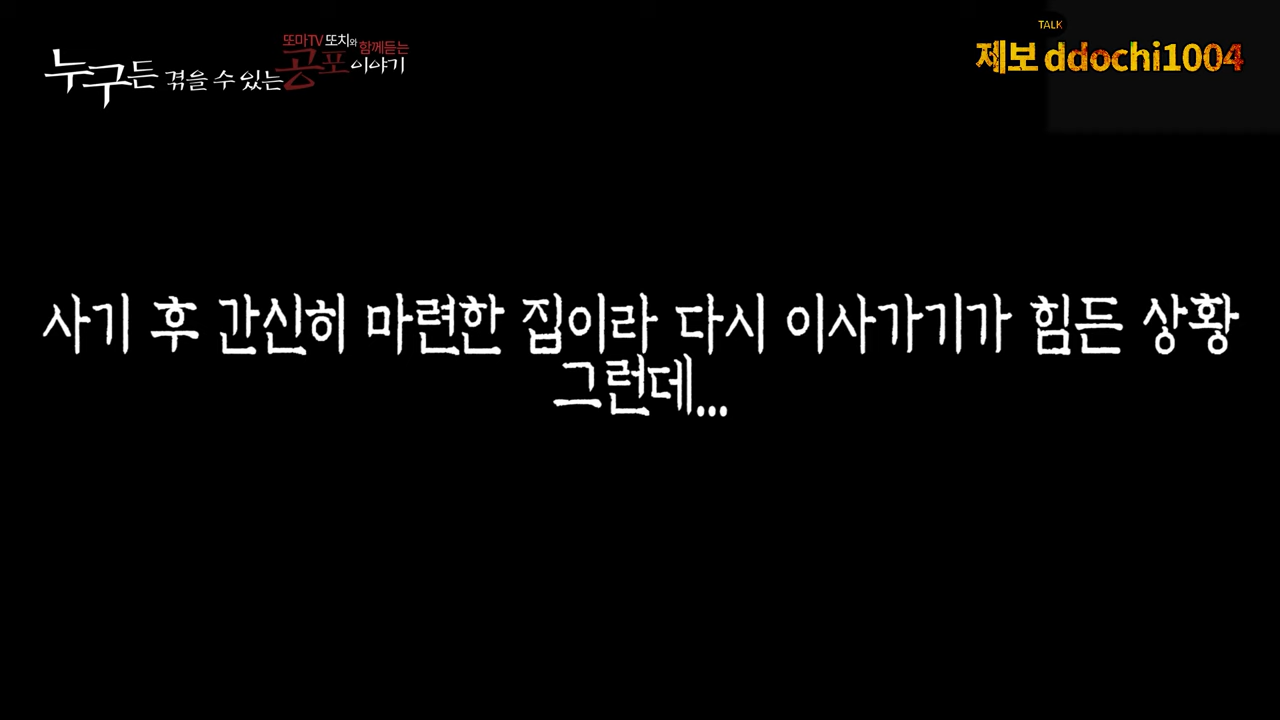 또마TV 또치와 함께듣는
누구든 겪을 수 있는 공포이야기
TALK
제보 ddochi1004
사기 후 간신히 마련한 집이라 다시 이사가기가 힘든 상황
그런데...